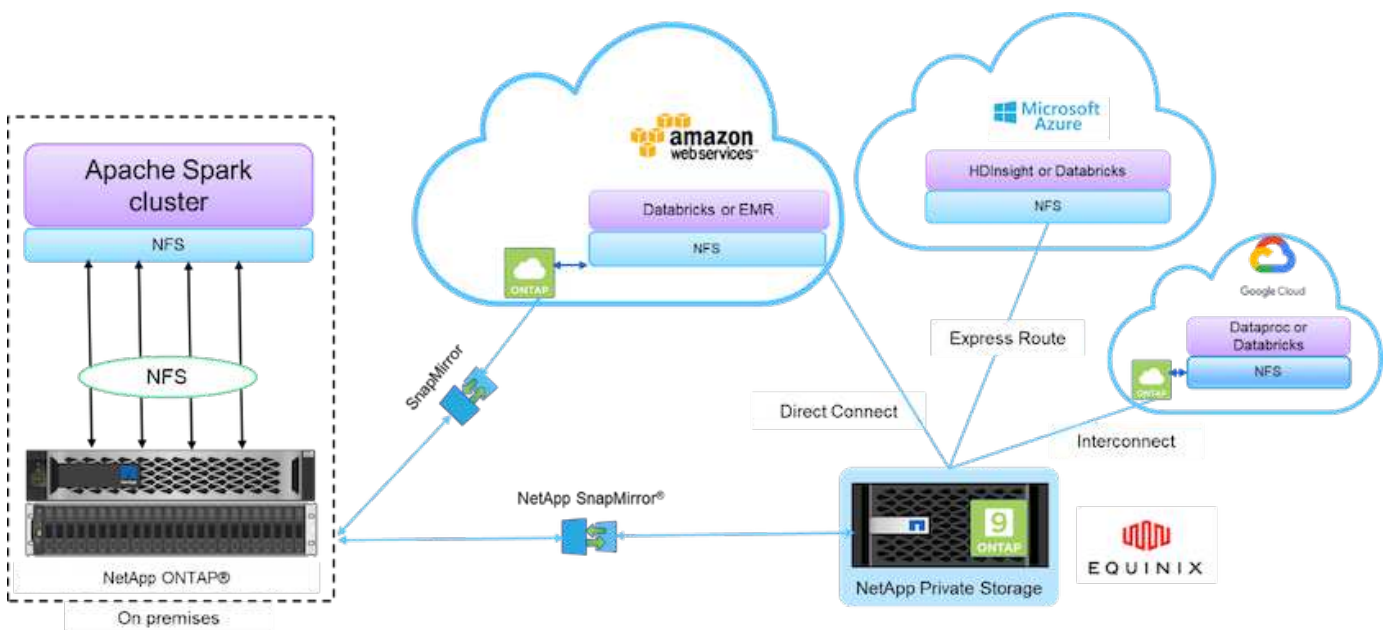 Apache Spark
cluster
NFS
NFS
NetApp ONTAP®
On premises
amazon
webservices™
Databricks or EMR
NFS
ONTAP
SnapMirror
NetApp SnapMirror®
Microsoft
Azure
HDInsight or Databricks
NFS
Express Route
Direct Connect
Google Cloud
Dataproc or
Databricks
NFS
ONTAP
Interconnect
9
ONTAP
NetApp Private Storage
EQUINIX